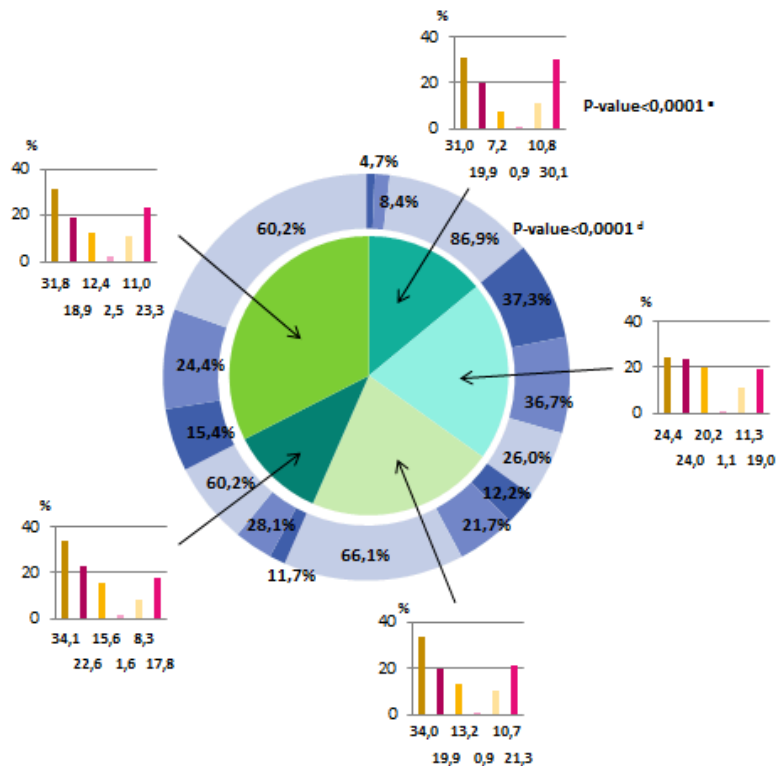 %
40
20
0
31,0 7,2 10,8
19,9 0,9 30,1
P-value<0,0001 e
%
40
20
0
31,8 12,4 11,0
18,9 2,5 23,3
4,7%
8,4%
60,2%
86,9%
P-value<0,0001 d
37,3%
%
40
20
0
24,4 20,2 11,3
24,0 1,1 19,0
24,4%
36,7%
15,4%
26,0%
60,2%
12,2%
28,1%
21,7%
66,1%
11,7%
40
20
0
34,1 15,6 8,3
22,6 1,6 17,8
%
40
20
0
34,0 13,2 10,7
19,9 0,9 21,3